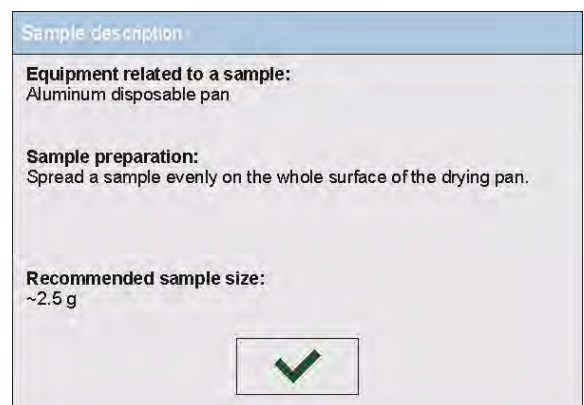 Sample description
Equipment related to a sample:
Aluminum disposable pan
Sample preparation:
Spread a sample evenly on the whole surface of the drying pan.
Recommended sample size:
~2.5 g